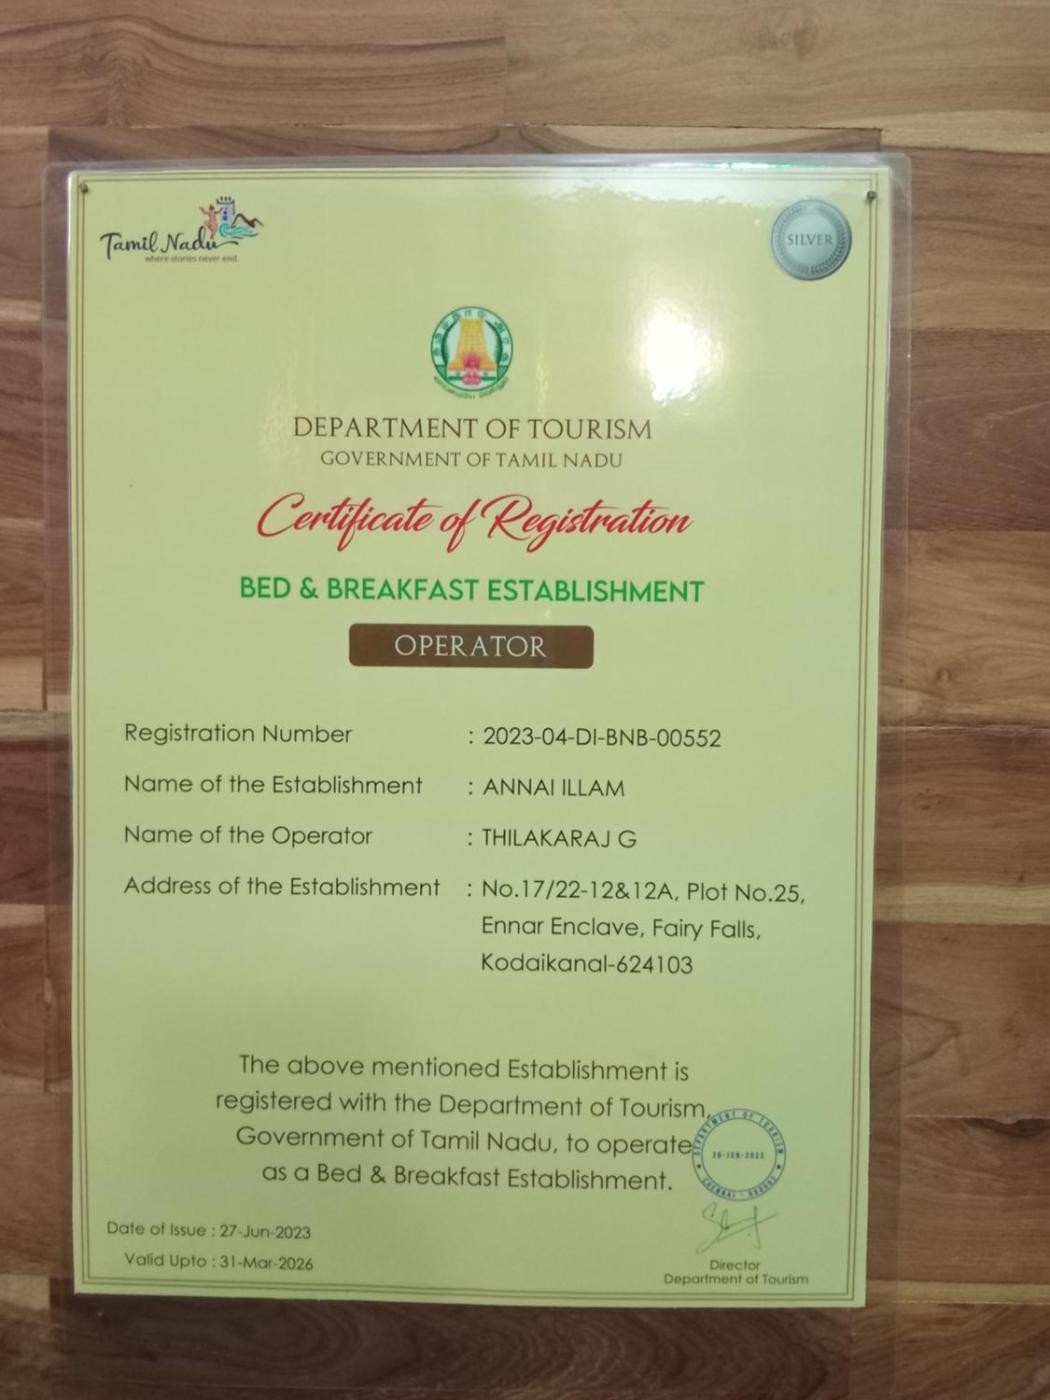 Tamil Nadu
where stories never end.
SILVER
DEPARTMENT OF TOURISM
GOVERNMENT OF TAMIL NADU
Certificate of Registration
BED & BREAKFAST ESTABLISHMENT
OPERATOR
Registration Number : 2023-04-DI-BNB-00552
Name of the Establishment : ANNAI ILLAM
Name of the Operator : THILAKARAJ G
Address of the Establishment : No.17/22-12&12A, Plot No.25,
Ennar Enclave, Fairy Falls,
Kodaikanal-624103
The above mentioned Establishment is
registered with the Department of Tourism,
Government of Tamil Nadu, to operate
as a Bed & Breakfast Establishment.
DEPARTMENT OF TOURISM
Date of Issue : 27-Jun-2023
Valid Upto : 31-Mar-2026
Director
Department of Tourism